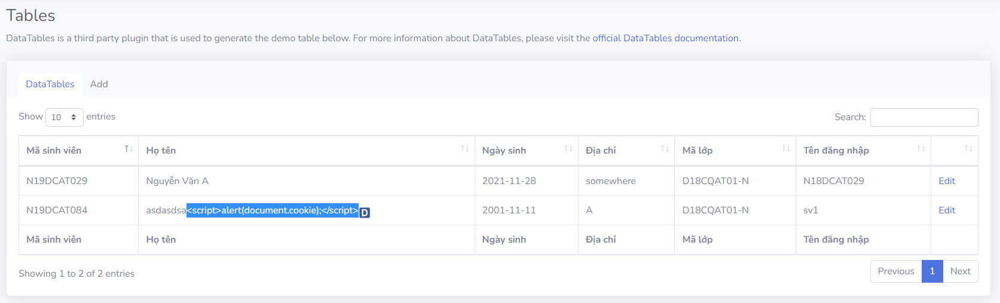 Tables
DataTables is a third party plugin that is used to generate the demo table below. For more information about DataTables, please visit the official DataTables documentation.
DataTables Add
Show 10 entries Search:
Mã sinh viên Họ tên Ngày sinh Địa chỉ Mã lớp Tên đăng nhập
N19DCAT029 Nguyễn Văn A 2021-11-28 somewhere D18CQAT01-N N18DCAT029 Edit
N19DCAT084 asdasdsa<script>alert(document.cookie);</script> D 2001-11-11 A D18CQAT01-N sv1 Edit
Mã sinh viên Họ tên Ngày sinh Địa chỉ Mã lớp Tên đăng nhập
Showing 1 to 2 of 2 entries Previous 1 Next